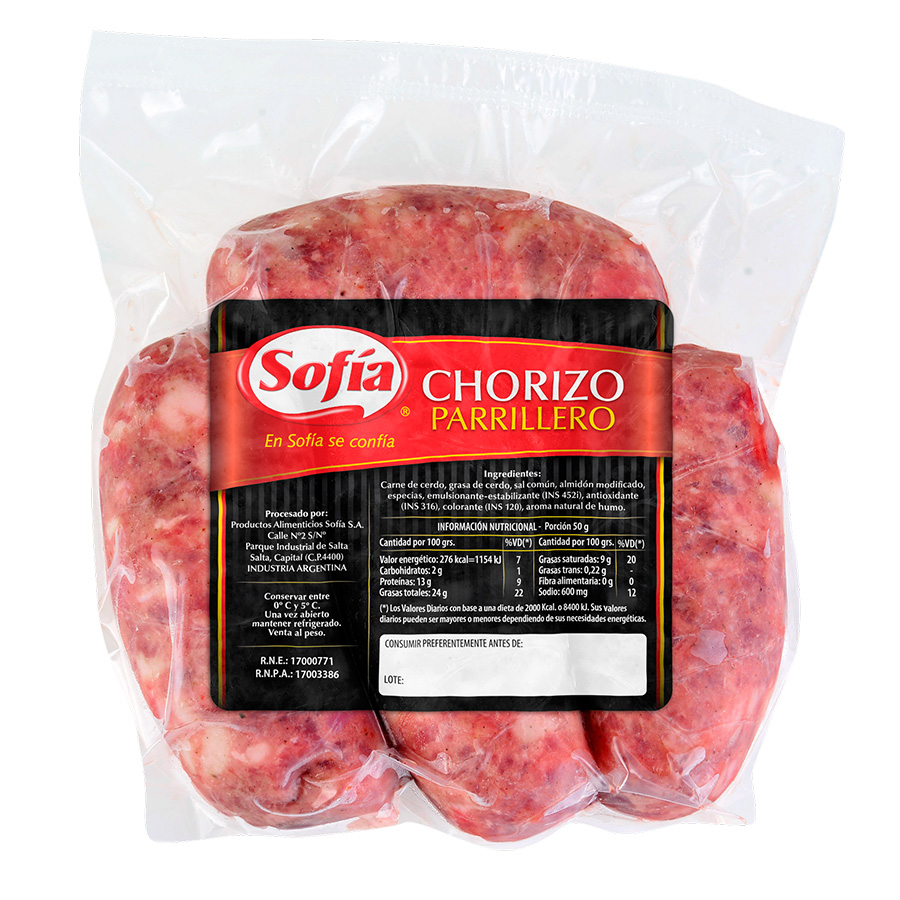 Sofía
®
En Sofía se confía
CHORIZO
PARRILLERO
Ingredientes:
Carne de cerdo, grasa de cerdo, sal común, almidón modificado,
especias, emulsionante-estabilizante (INS 452i), antioxidante
(INS 316), colorante (INS 120), aroma natural de humo.
Procesado por:
Productos Alimenticios Sofía S.A.
Calle N°2 S/N°
Parque Industrial de Salta
Salta, Capital (C.P.4400)
INDUSTRIA ARGENTINA
Conservar entre
0° C y 5° C.
Una vez abierto
mantener refrigerado.
Venta al peso.
R.N.E.: 17000771
R.N.P.A.: 17003386
INFORMACIÓN NUTRICIONAL - Porción 50 g
Cantidad por 100 grs. %VD(*) Cantidad por 100 grs. %VD(*)
Valor energético: 276 kcal=1154 kJ 7 Grasas saturadas: 9 g 20
Carbohidratos: 2 g 1 Grasas trans: 0,22 g -
Proteínas: 13 g 9 Fibra alimentaria: 0 g 0
Grasas totales: 24 g 22 Sodio: 600 mg 12
(*) Los Valores Diarios con base a una dieta de 2000 Kcal. o 8400 kJ. Sus valores
diarios pueden ser mayores o menores dependiendo de sus necesidades energéticas.
CONSUMIR PREFERENTEMENTE ANTES DE:
LOTE: